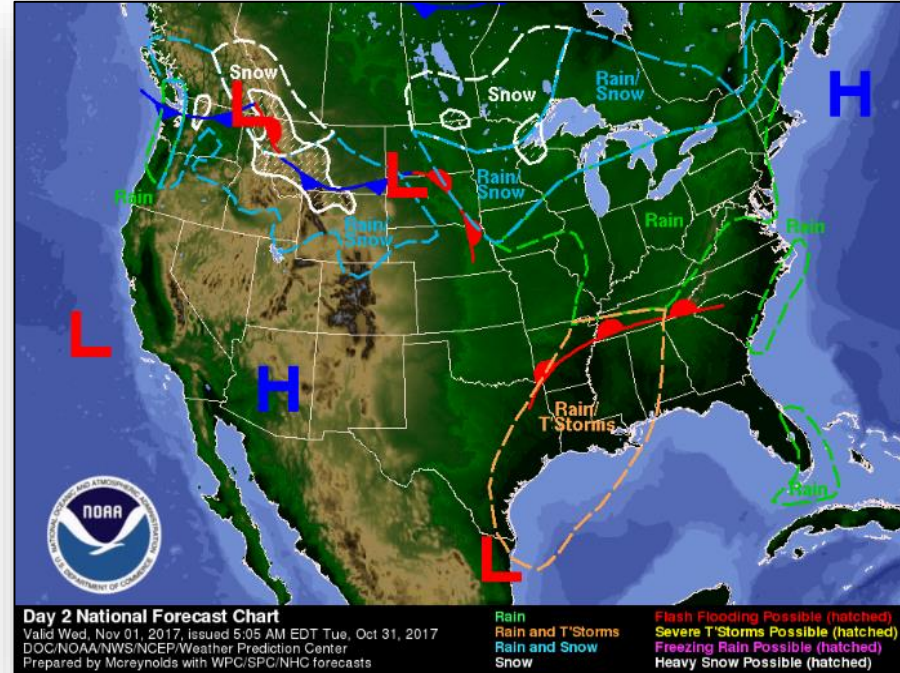 Snow
L
Rain
Rain/
Snow
L
Rain/
Snow
Snow
Rain/
Snow
Rain
Rain
H
L
H
Rain/
T'Storms
L
Rain
NATIONAL OCEANIC AND ATMOSPHERIC ADMINISTRATION
NOAA
U.S. DEPARTMENT OF COMMERCE
Day 2 National Forecast Chart
Valid Wed, Nov 01, 2017, issued 5:05 AM EDT Tue, Oct 31, 2017
DOC/NOAA/NWS/NCEP/Weather Prediction Center
Prepared by Mcreynolds with WPC/SPC/NHC forecasts
Rain
Rain and T'Storms
Rain and Snow
Snow
Flash Flooding Possible (hatched)
Severe T'Storms Possible (hatched)
Freezing Rain Possible (hatched)
Heavy Snow Possible (hatched)